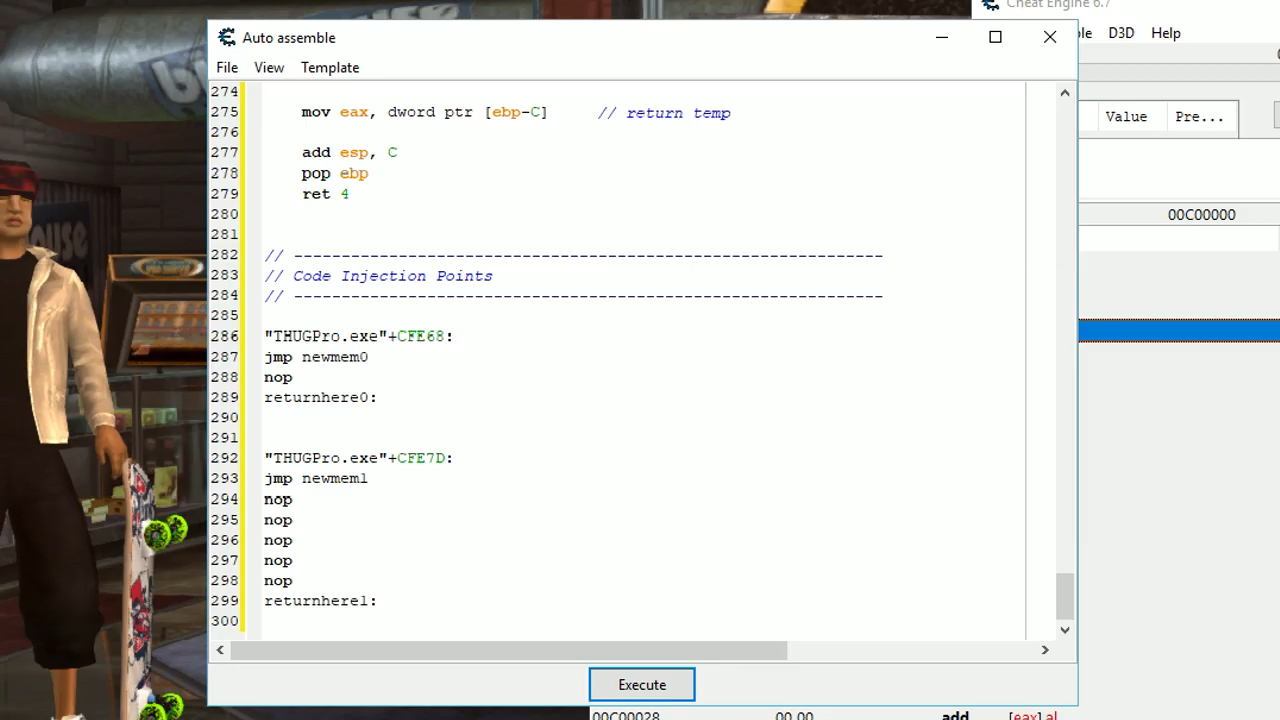 Cheat Engine 6.7
Auto assemble
ble D3D Help
File View Template
274
275 mov eax, dword ptr [ebp-C] // return temp
Value Pre...
276
277 add esp, C
278 pop ebp
279 ret 4
280
00C00000
281
282 // --------------------------------------------------------------
283 // Code Injection Points
284 // --------------------------------------------------------------
285
286 "THUGPro.exe"+CFE68:
287 jmp newmem0
288 nop
289 returnhere0:
290
291
292 "THUGPro.exe"+CFE7D:
293 jmp newmem1
294 nop
295 nop
296 nop
297 nop
298 nop
299 returnhere1:
300
Execute
00C00028 00 00 add [eax],al